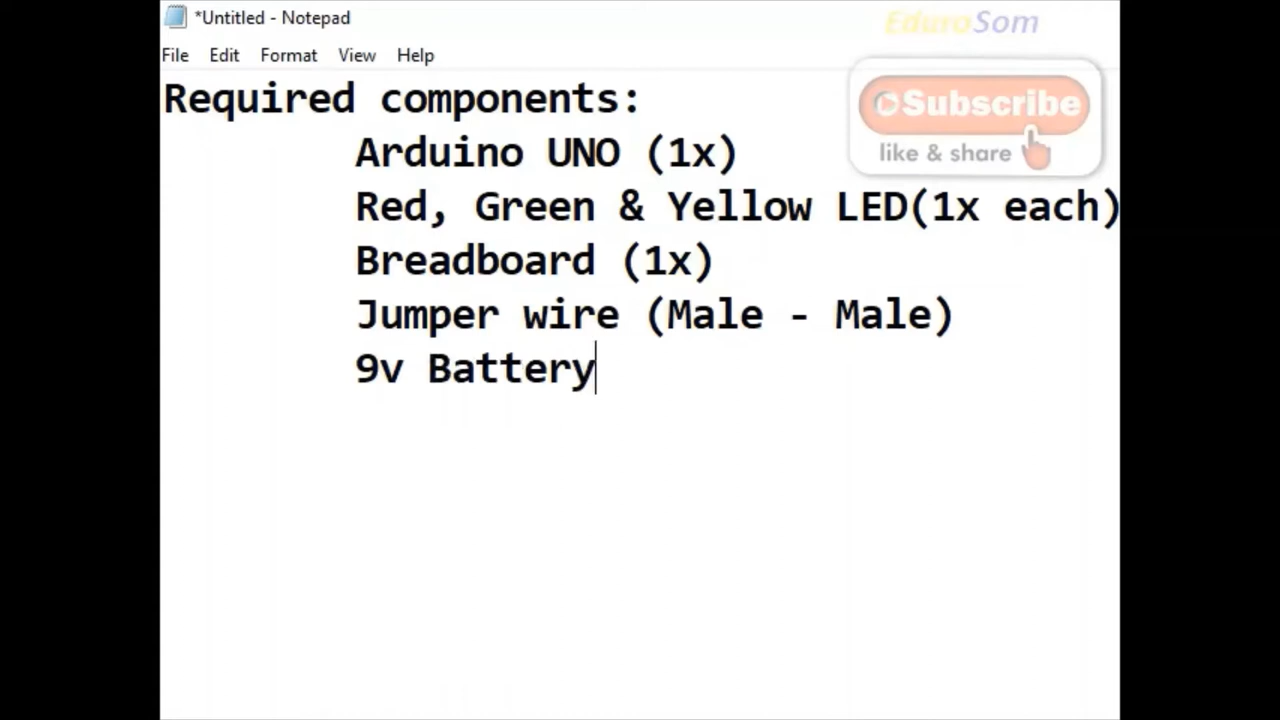 *Untitled - Notepad
EduroSom
File Edit Format View Help
Required components:
Subscribe
like & share
Arduino UNO (1x)
Red, Green & Yellow LED(1x each)
Breadboard (1x)
Jumper wire (Male - Male)
9v Battery